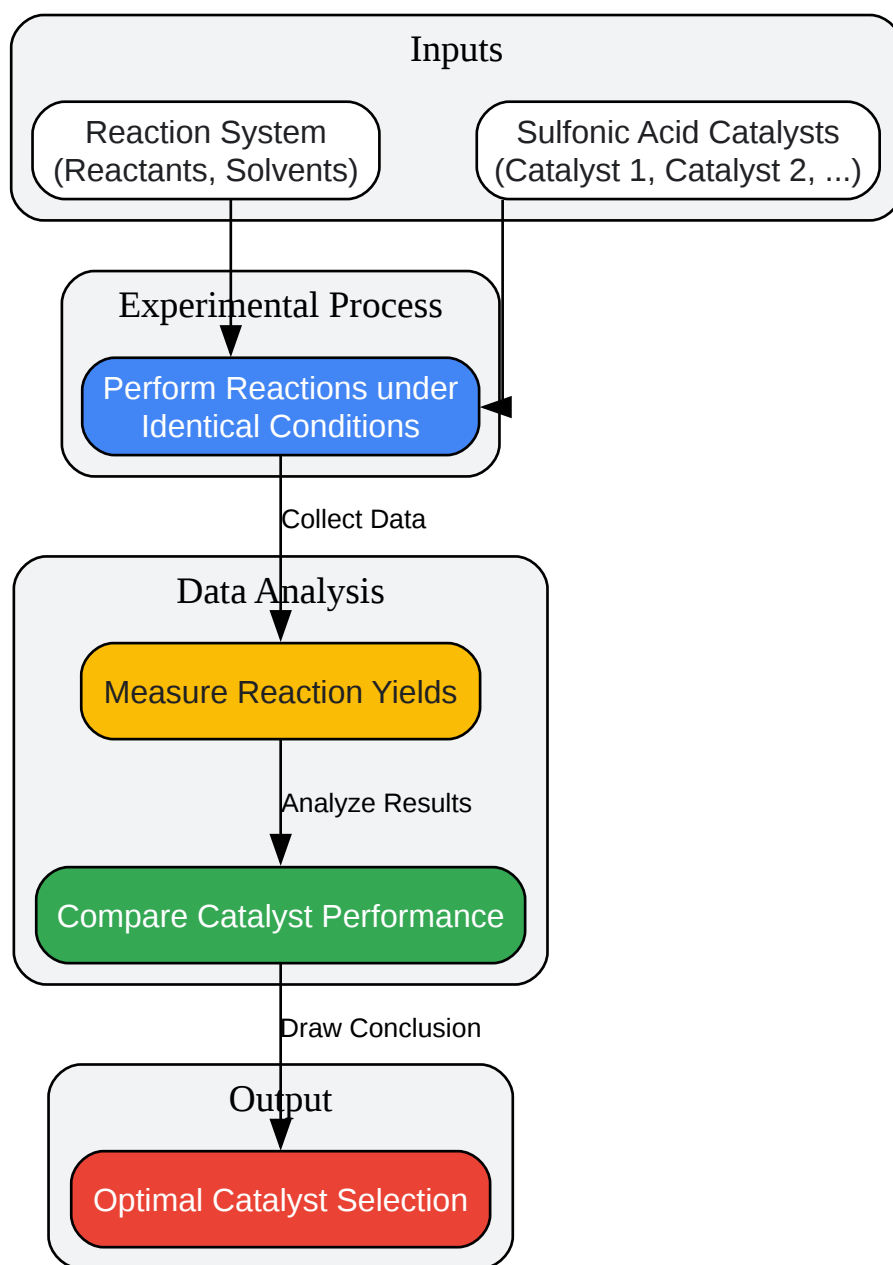 Inputs
Reaction System
(Reactants, Solvents)
Sulfonic Acid Catalysts
(Catalyst 1, Catalyst 2, ...)
Experimental Process
Perform Reactions under
Identical Conditions
Collect Data
Data Analysis
Measure Reaction Yields
Analyze Results
Compare Catalyst Performance
Draw Conclusion
Output
Optimal Catalyst Selection